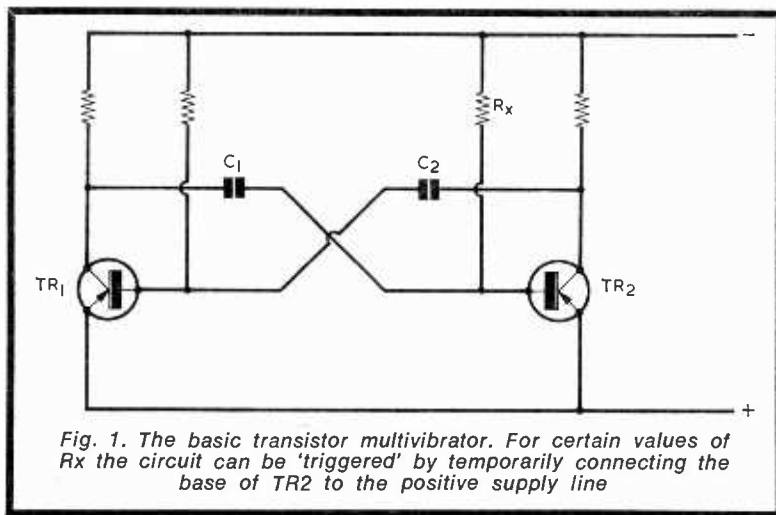 −
Rx
C1
C2
TR1
TR2
+
Fig. 1. The basic transistor multivibrator. For certain values of
Rx the circuit can be 'triggered' by temporarily connecting the
base of TR2 to the positive supply line